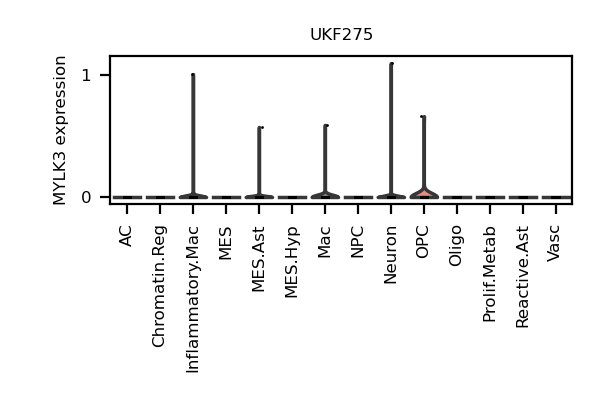 UKF275
MYLK3 expression
1
0
AC
Chromatin.Reg
Inflammatory.Mac
MES
MES.Ast
MES.Hyp
Mac
NPC
Neuron
OPC
Oligo
Prolif.Metab
Reactive.Ast
Vasc